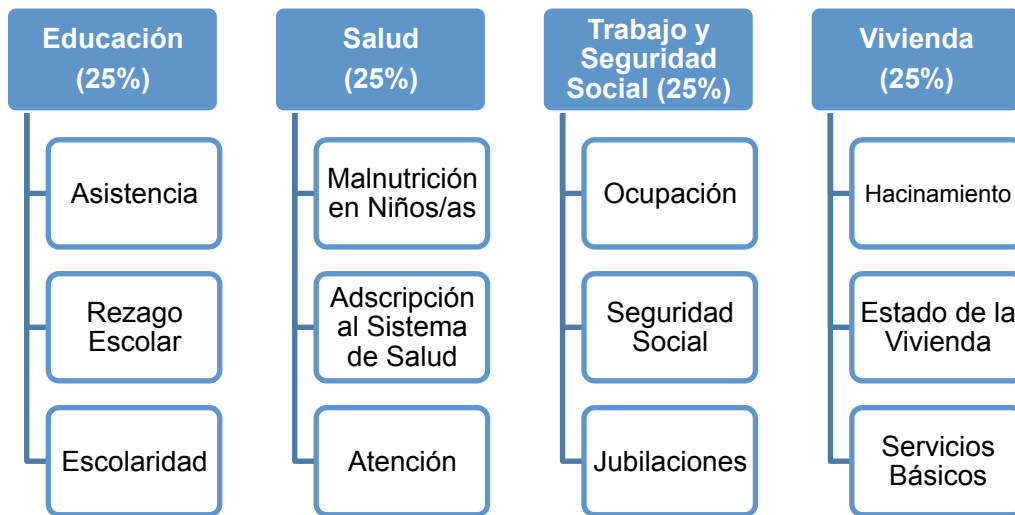 Educación
(25%)
Asistencia
Rezago
Escolar
Escolaridad
Salud
(25%)
Malnutrición
en Niños/as
Adscripción
al Sistema
de Salud
Atención
Trabajo y
Seguridad
Social (25%)
Ocupación
Seguridad
Social
Jubilaciones
Vivienda
(25%)
Hacinamiento
Estado de la
Vivienda
Servicios
Básicos